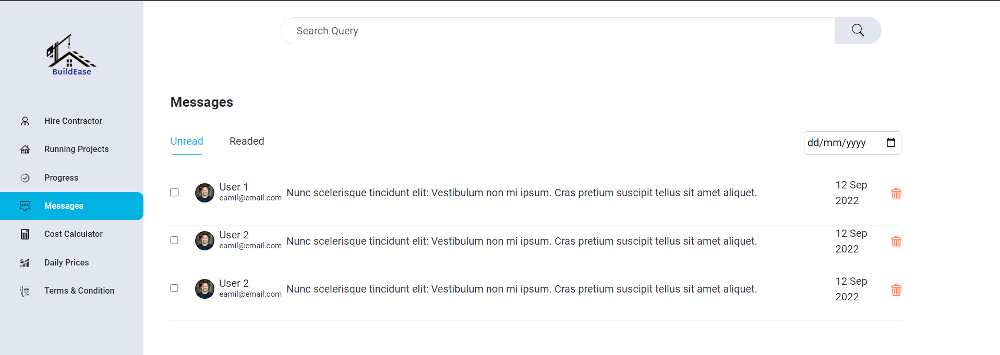 Search Query
BuildEase
Messages
Hire Contractor
Running Projects
Progress
Messages
Cost Calculator
Daily Prices
Terms & Condition
Unread
Readed
dd/mm/yyyy
User 1
eamil@email.com
Nunc scelerisque tincidunt elit: Vestibulum non mi ipsum. Cras pretium suscipit tellus sit amet aliquet.
12 Sep
2022
User 2
eamil@email.com
Nunc scelerisque tincidunt elit: Vestibulum non mi ipsum. Cras pretium suscipit tellus sit amet aliquet.
12 Sep
2022
User 2
eamil@email.com
Nunc scelerisque tincidunt elit: Vestibulum non mi ipsum. Cras pretium suscipit tellus sit amet aliquet.
12 Sep
2022